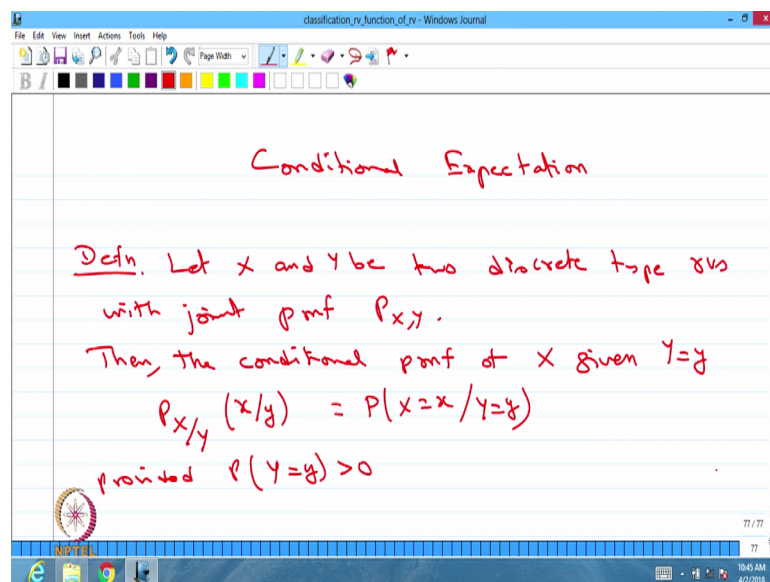 classification_rv_function_of_rv - Windows Journal
File Edit View Insert Actions Tools Help
Page Width
B I
Conditional Expectation
Defn. Let X and Y be two discrete type rvs
with joint pmf P_{X,Y}.
Then, the conditional pmf of X given Y=y
P_{X/Y} (x/y) = P(X=x/Y=y)
provided P(Y=y)>0
77 / 77
NPTEL
77
10:45 AM